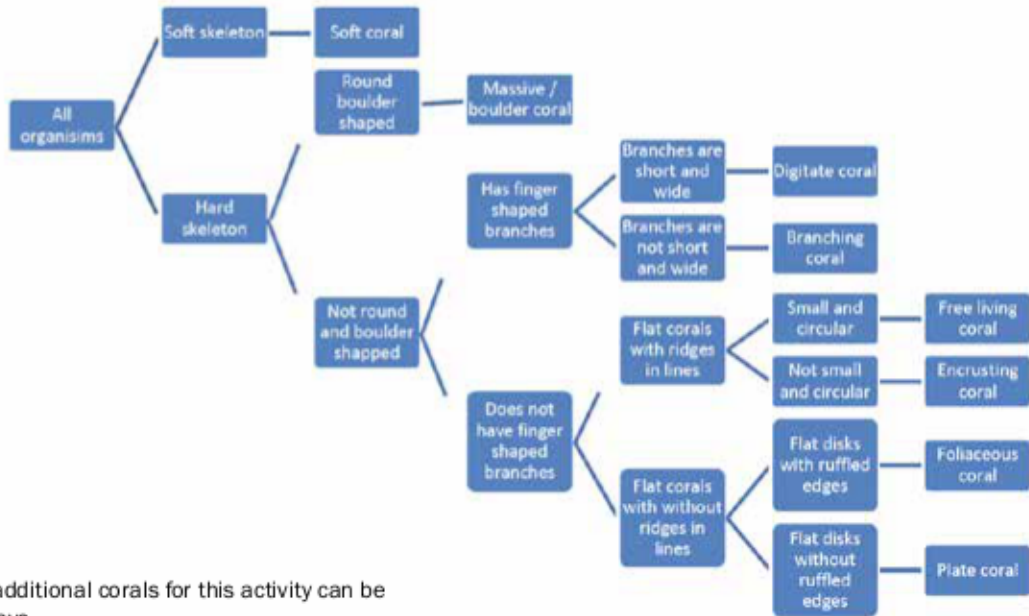 Soft skeleton
Soft coral
Round
boulder
shaped
Massive /
boulder coral
All
organisims
Branches are
short and
wide
Digitate coral
Has finger
shaped
branches
Hard
skeleton
Branches are
not short
and wide
Branching
coral
Not round
and boulder
shapped
Small and
circular
Free living
coral
Flat corals
with ridges
in lines
Not small
and circular
Encrusting
coral
Does not
have finger
shaped
branches
Flat disks
with ruffled
edges
Foliaceous
coral
Flat corals
with without
ridges in
lines
Flat disks
without
ruffled
edges
Plate coral
additional corals for this activity can be